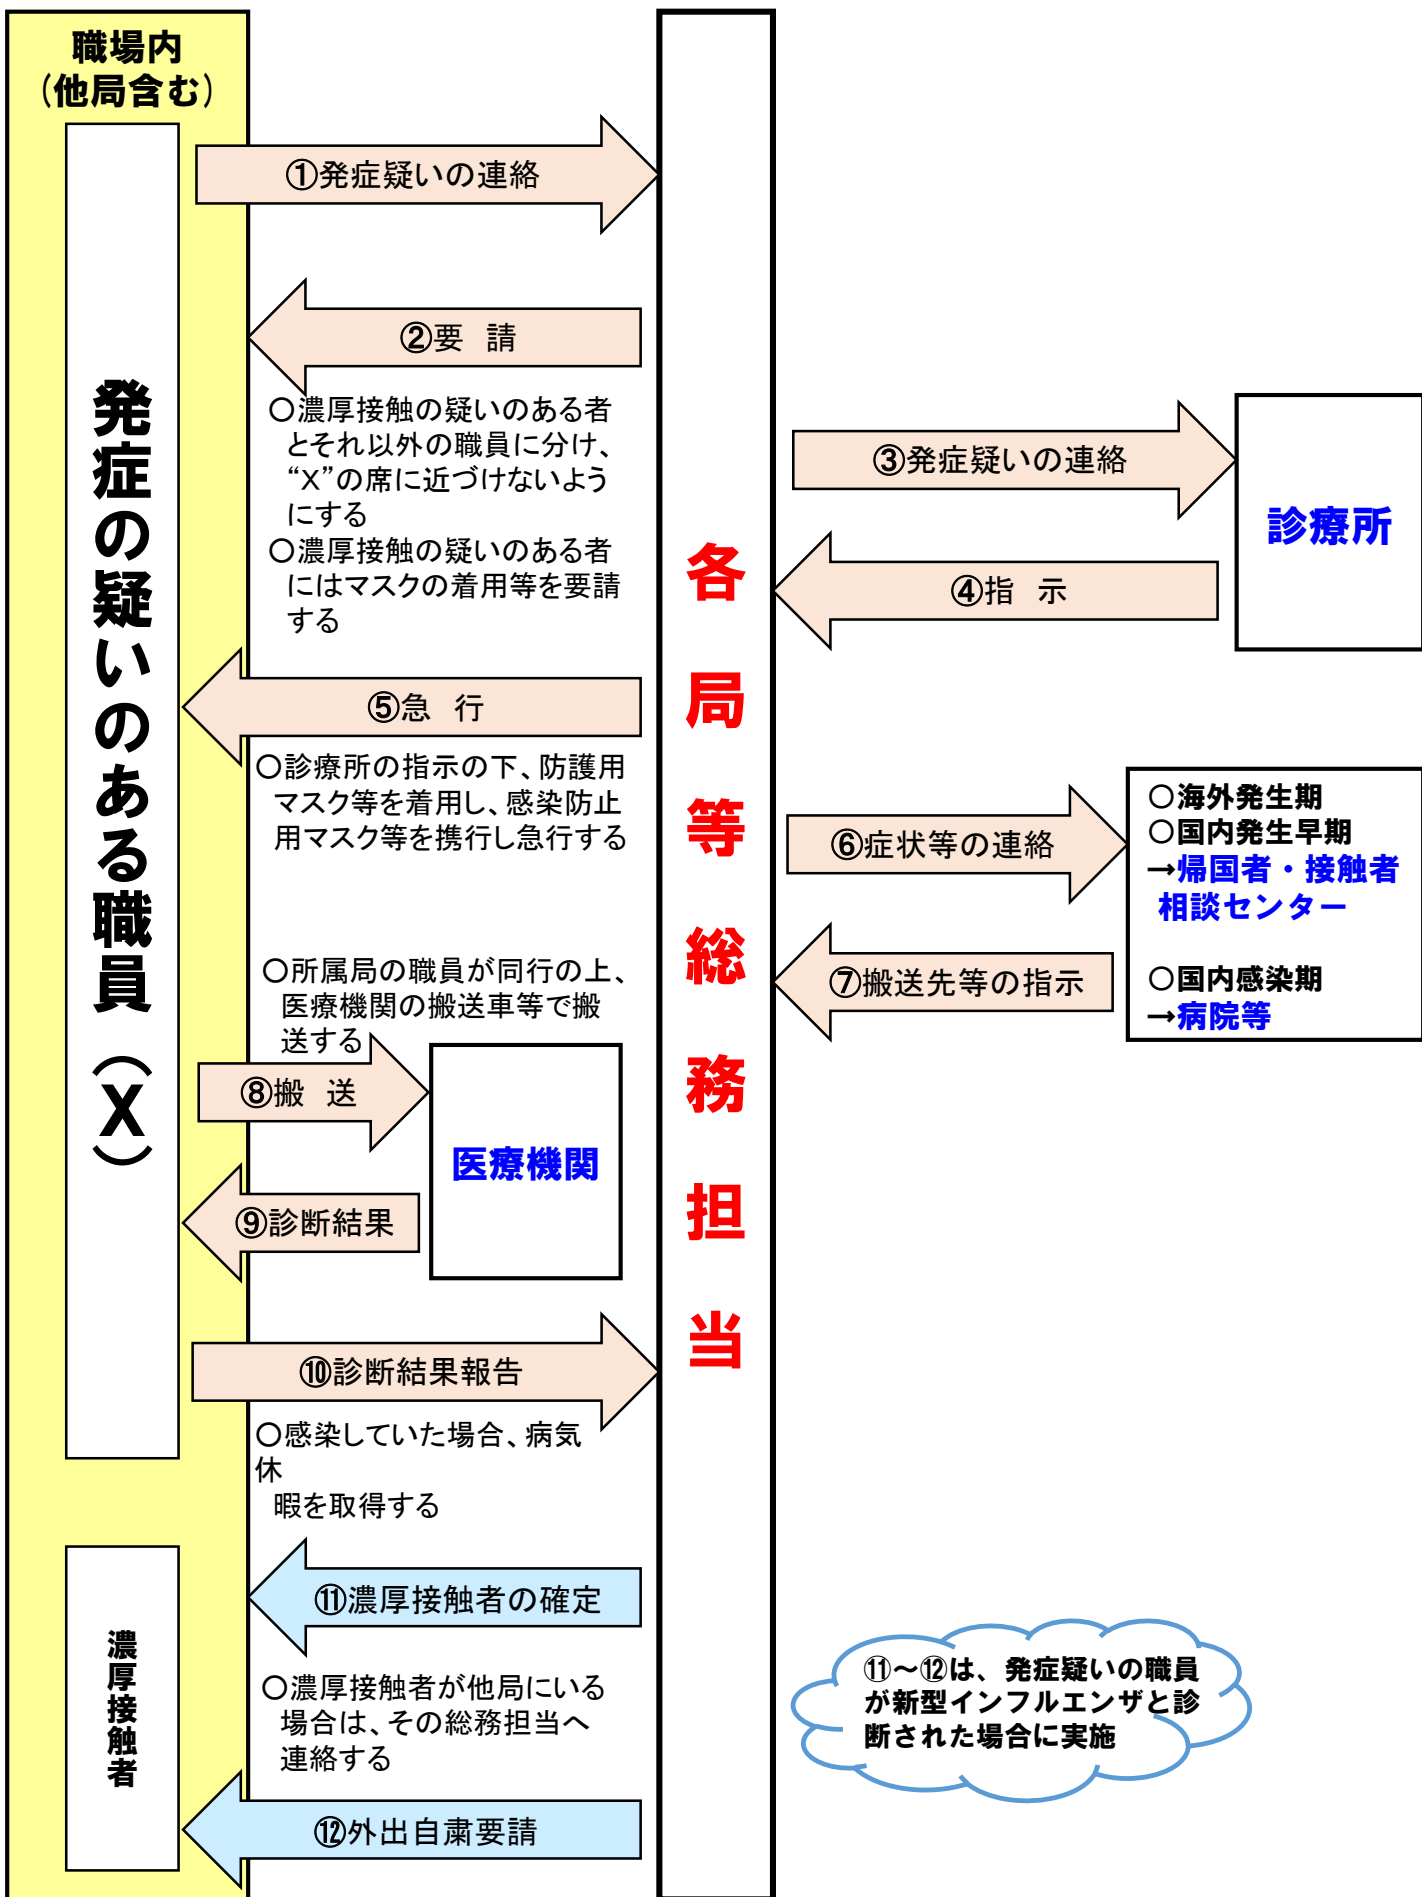 職場内
(他局含む)
発症の疑いのある職員（X）
①発症疑いの連絡
②要　請
○濃厚接触の疑いのある者
とそれ以外の職員に分け、
“X”の席に近づけないよう
にする
○濃厚接触の疑いのある者
にはマスクの着用等を要請
する
⑤急　行
○診療所の指示の下、防護用
マスク等を着用し、感染防止
用マスク等を携行し急行する
○所属局の職員が同行の上、
医療機関の搬送車等で搬
送する
⑧搬　送
医療機関
⑨診断結果
⑩診断結果報告
○感染していた場合、病気
休
暇を取得する
濃厚接触者
⑪濃厚接触者の確定
○濃厚接触者が他局にいる
場合は、その総務担当へ
連絡する
⑫外出自粛要請
各局等総務担当
③発症疑いの連絡
④指　示
診療所
⑥症状等の連絡
⑦搬送先等の指示
○海外発生期
○国内発生早期
→帰国者・接触者
相談センター
○国内感染期
→病院等
⑪～⑫は、発症疑いの職員
が新型インフルエンザと診
断された場合に実施